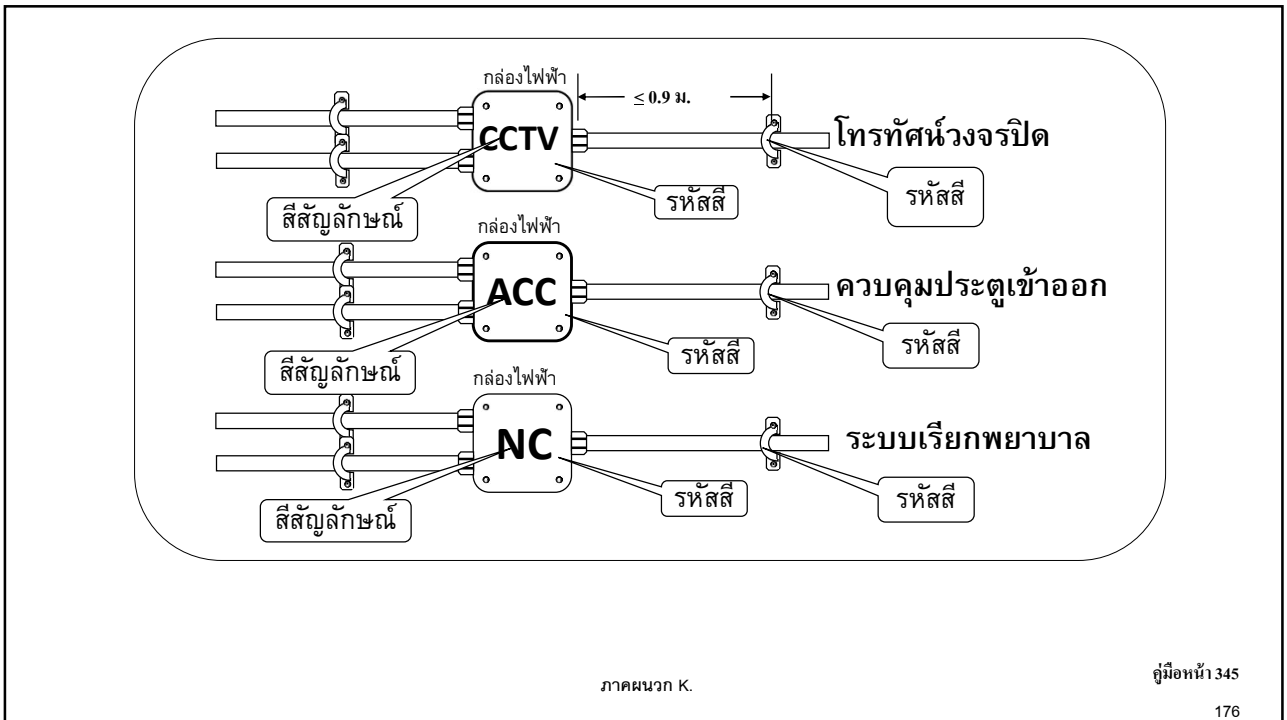 กล่องไฟฟ้า
≤ 0.9 ม.
CCTV
โทรทัศน์วงจรปิด
รหัสสี
รหัสสี
สีสัญลักษณ์
กล่องไฟฟ้า
ACC
ควบคุมประตูเข้าออก
รหัสสี
รหัสสี
สีสัญลักษณ์
กล่องไฟฟ้า
NC
ระบบเรียกพยาบาล
รหัสสี
รหัสสี
สีสัญลักษณ์
ภาคผนวก K.
คู่มือหน้า 345
176